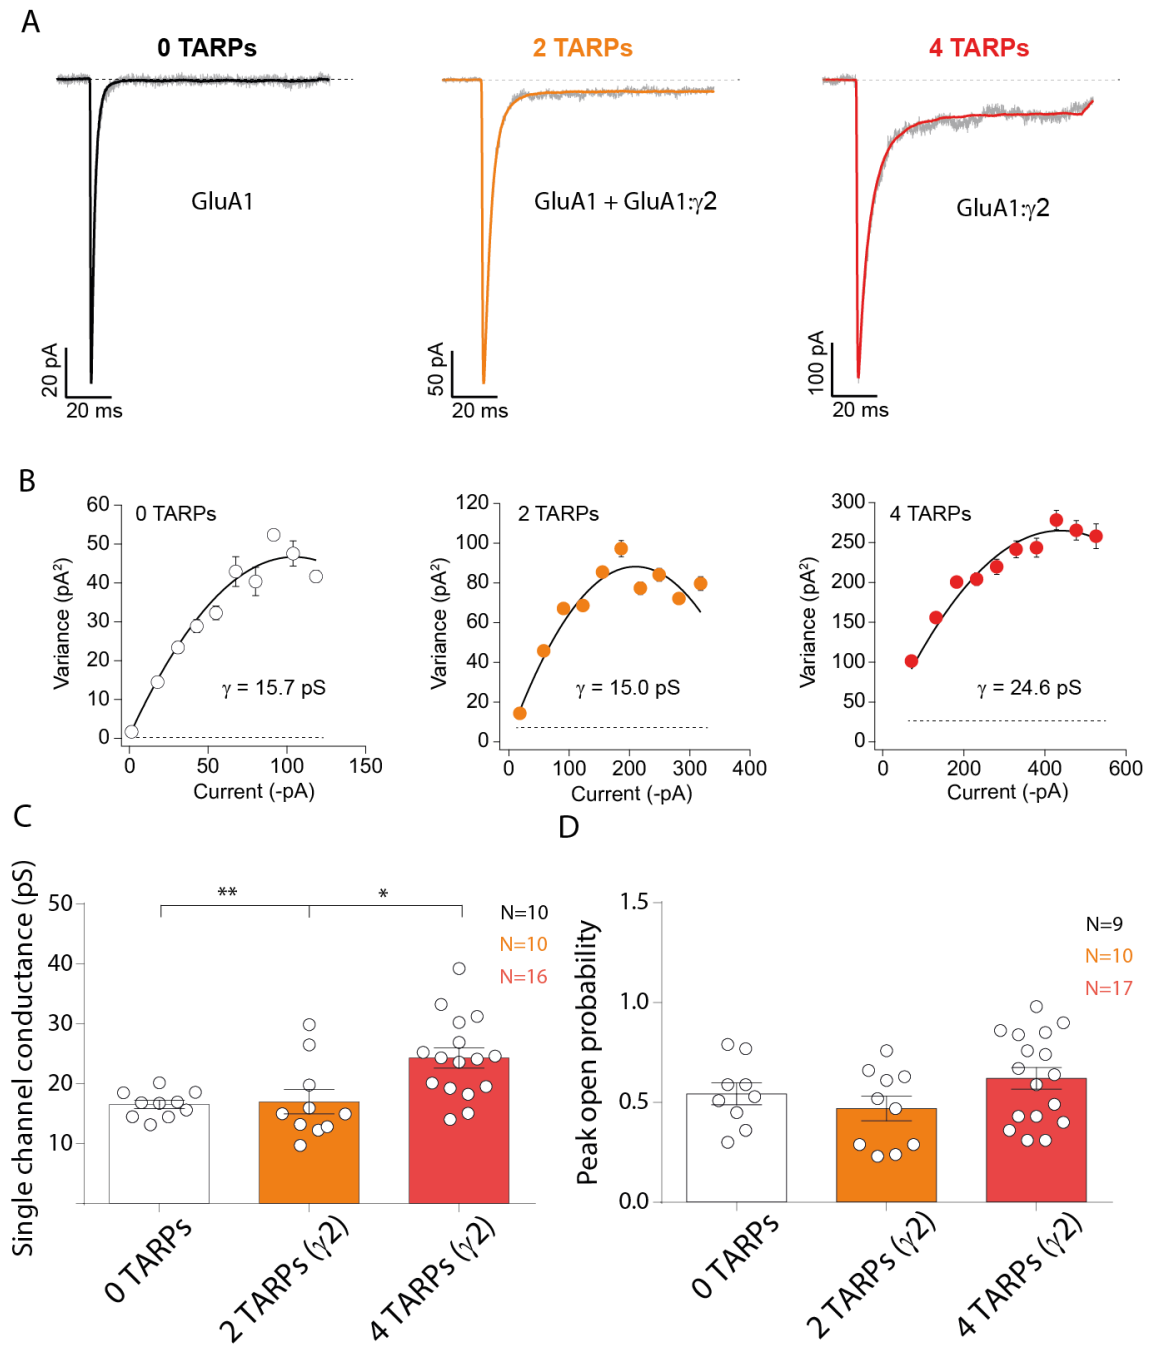 A
0 TARPs
2 TARPs
4 TARPs
GluA1
GluA1 + GluA1:γ2
GluA1:γ2
20 pA
20 ms
50 pA
20 ms
100 pA
20 ms
B
0 TARPs
Variance (pA²)
60
50
40
30
20
10
0
γ = 15.7 pS
0
50
100
150
Current (-pA)
2 TARPs
Variance (pA²)
120
100
80
60
40
20
0
γ = 15.0 pS
0
100
200
300
400
Current (-pA)
4 TARPs
Variance (pA²)
300
250
200
150
100
50
0
γ = 24.6 pS
0
200
400
600
Current (-pA)
C
Single channel conductance (pS)
50
40
30
20
10
**
*
N=10
N=10
N=16
0 TARPs
2 TARPs (γ2)
4 TARPs (γ2)
D
Peak open probability
1.5
1.0
0.5
0.0
N=9
N=10
N=17
0 TARPs
2 TARPs (γ2)
4 TARPs (γ2)